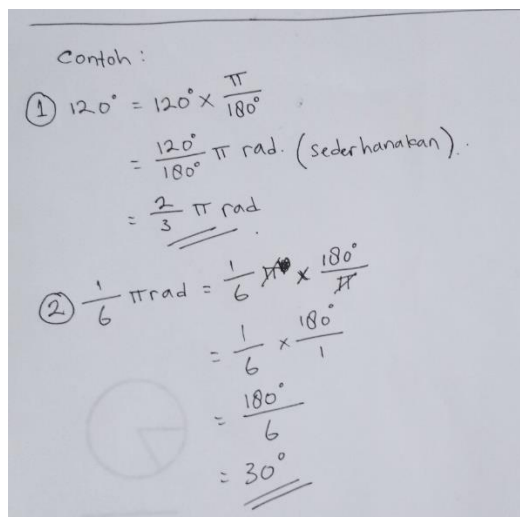 Contoh :
① 120° = 120° × π/180°
= 120°/180° π rad. (sederhanakan).
= 2/3 π rad.
② 1/6 π rad = 1/6 π × 180°/π
= 1/6 × 180°/1
= 180°/6
= 30°